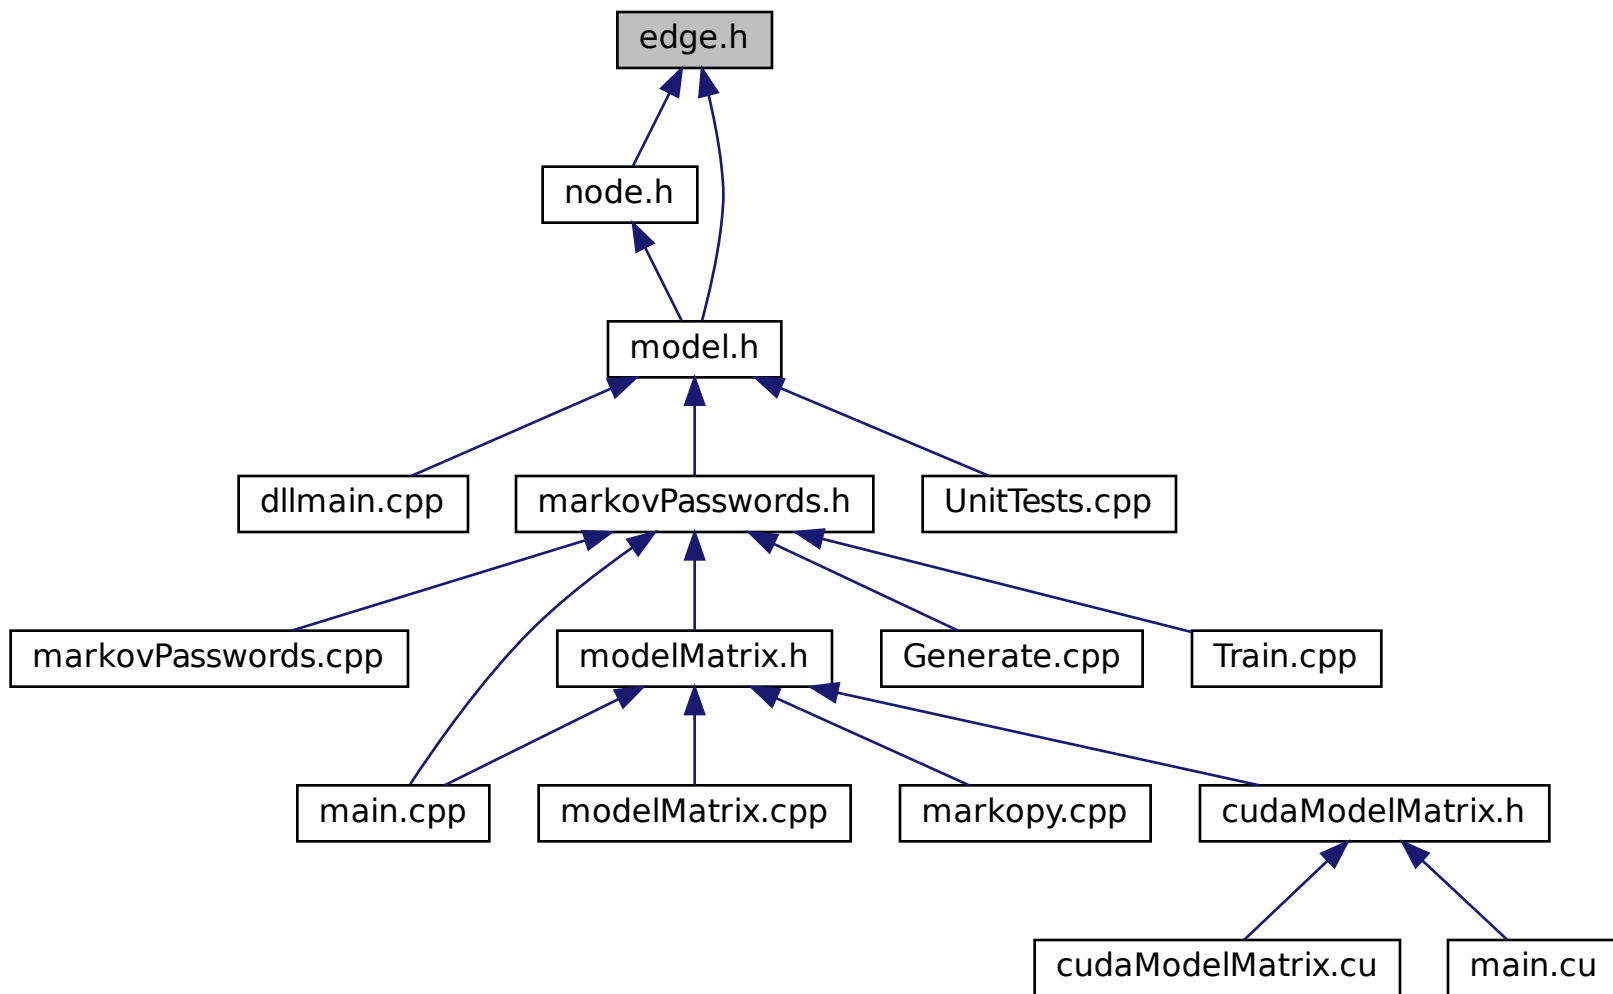 edge.h
node.h
model.h
dllmain.cpp
markovPasswords.h
UnitTests.cpp
markovPasswords.cpp
modelMatrix.h
Generate.cpp
Train.cpp
main.cpp
modelMatrix.cpp
markopy.cpp
cudaModelMatrix.h
cudaModelMatrix.cu
main.cu